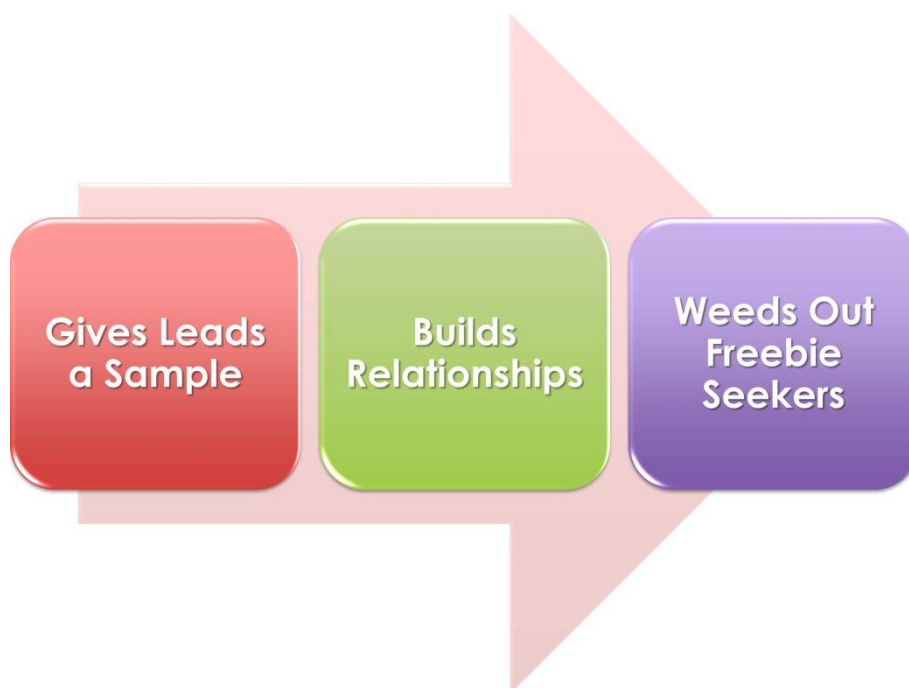 Gives Leads
a Sample
Builds
Relationships
Weeds Out
Freebie
Seekers